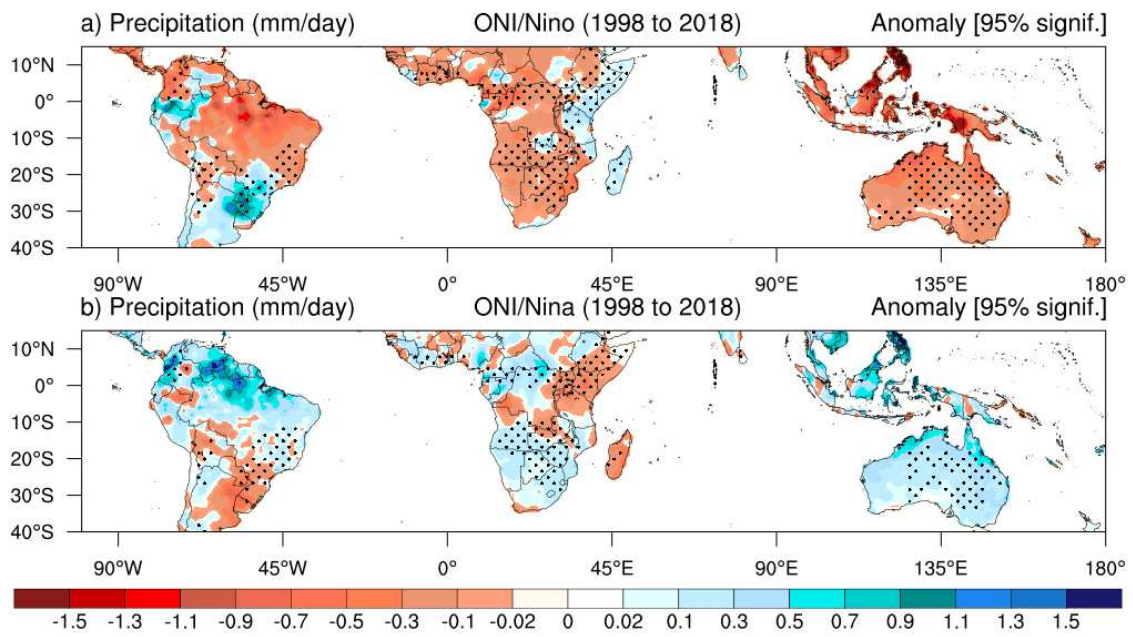 a) Precipitation (mm/day) ONI/Nino (1998 to 2018) Anomaly [95% signif.]
10°N
0°
10°S
20°S
30°S
40°S
90°W 45°W 0° 45°E 90°E 135°E 180°
b) Precipitation (mm/day) ONI/Nina (1998 to 2018) Anomaly [95% signif.]
10°N
0°
10°S
20°S
30°S
40°S
90°W 45°W 0° 45°E 90°E 135°E 180°
-1.5 -1.3 -1.1 -0.9 -0.7 -0.5 -0.3 -0.1 -0.02 0 0.02 0.1 0.3 0.5 0.7 0.9 1.1 1.3 1.5